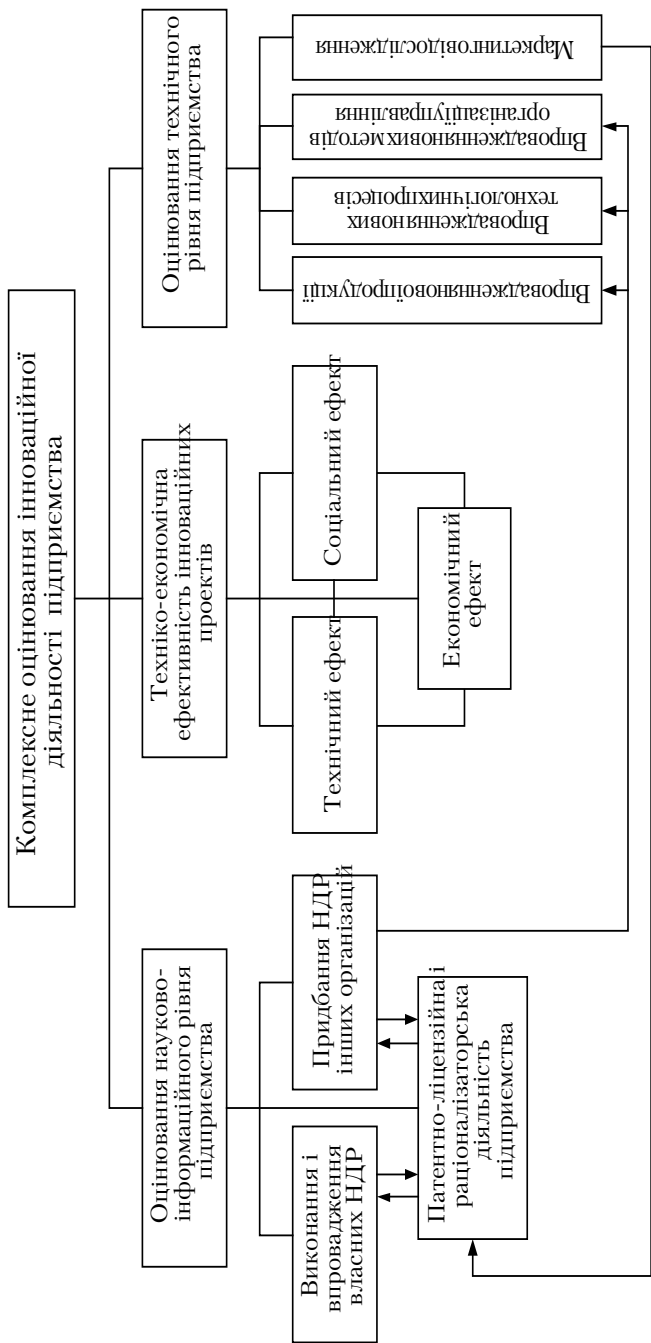 Комплексне оцінювання інноваційної
діяльності підприємства
Оцінювання науково-
інформаційного рівня
підприємства
Техніко-економічна
ефективність інноваційних
проектів
Оцінювання технічного
рівня підприємства
Виконання і
впровадження
власних НДР
Придбання НДР
інших організацій
Патентно-ліцензійна і
раціоналізаторська
діяльність
підприємства
Технічний ефект
Соціальний ефект
Економічний
ефект
Впровадження нової продукції
Впровадження нових
технологічних процесів
Впровадження нових методів
організації управління
Маркетингові дослідження